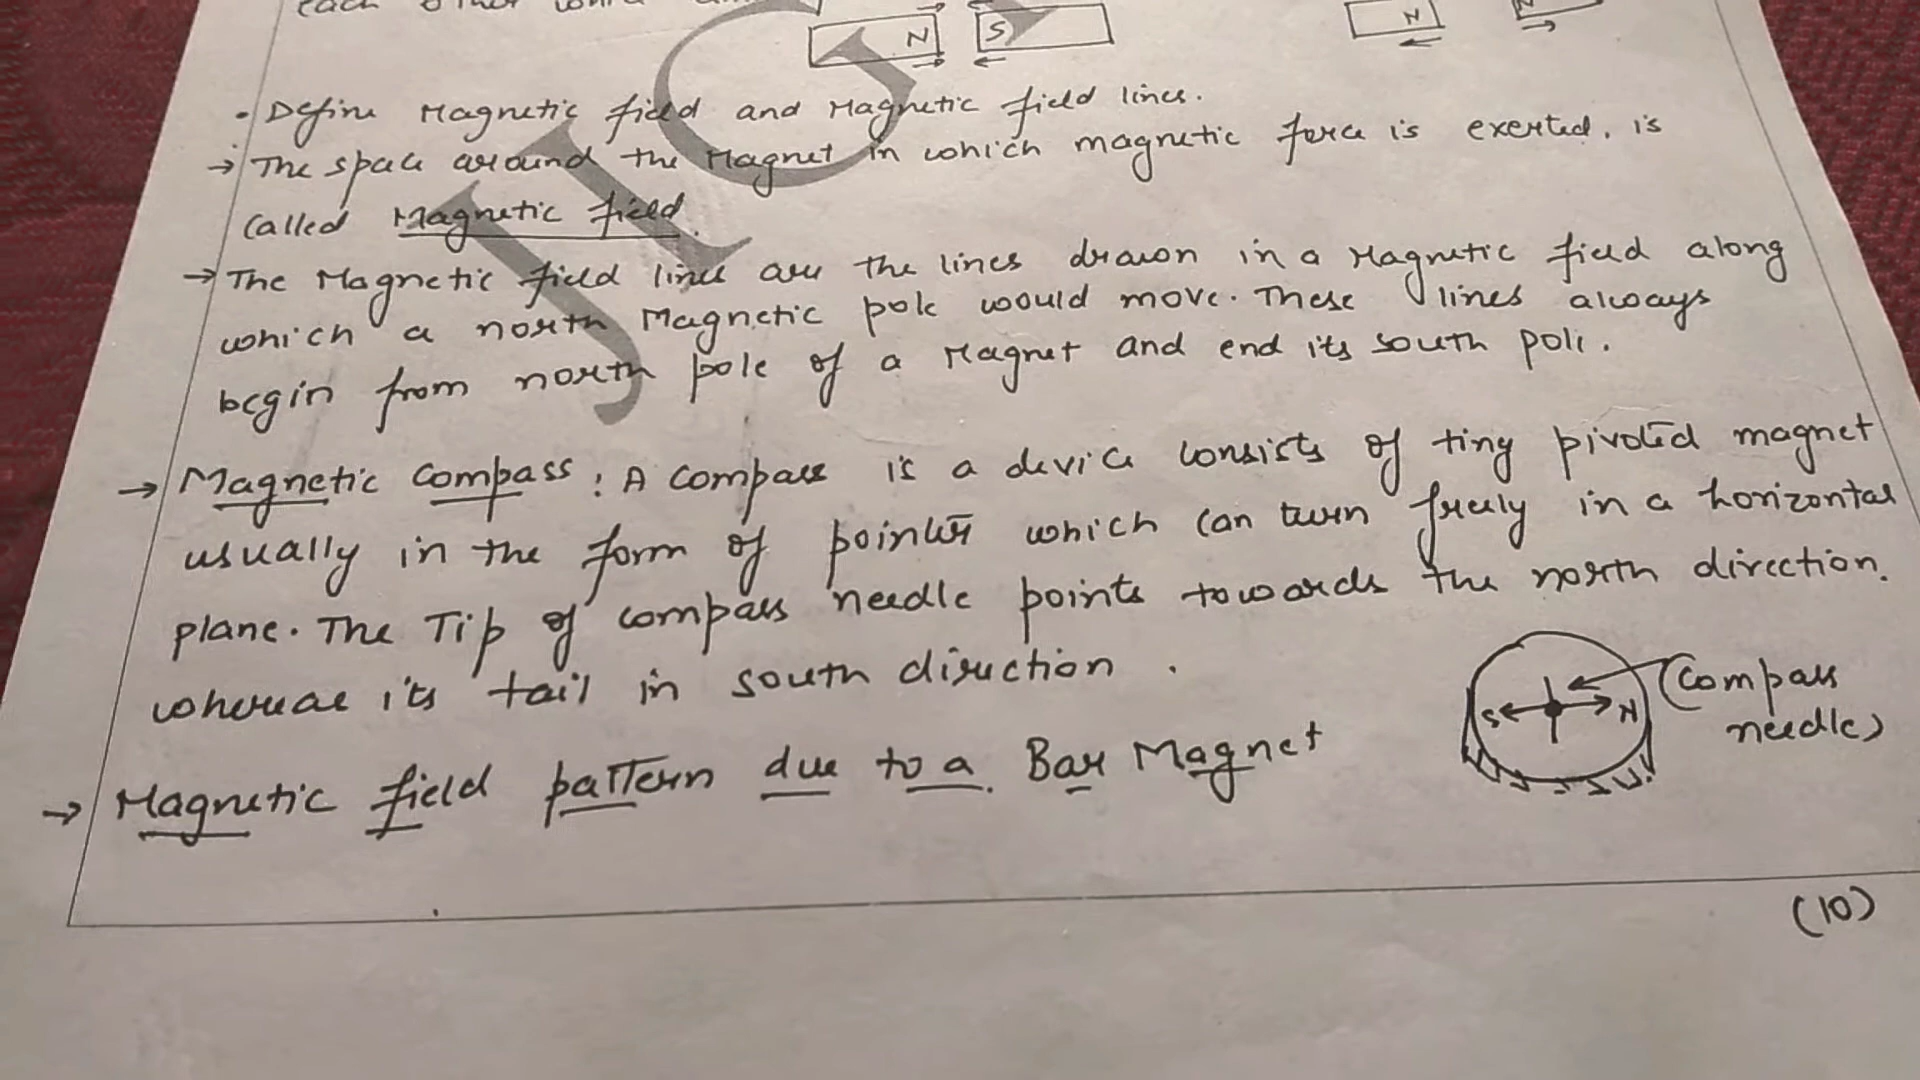 each other
N S N
• Define Magnetic field and Magnetic field lines.
→ The space around the Magnet in which magnetic force is exerted, is
called Magnetic field.
→ The Magnetic field lines are the lines drawn in a Magnetic field along
which a north Magnetic pole would move. These lines always
begin from north pole of a Magnet and end its south pole.
→ Magnetic Compass : A Compass is a device consists of tiny pivoted magnet
usually in the form of pointer which can turn freely in a horizontal
plane. The Tip of compass needle points towards the north direction.
whereas its tail in south direction.
S N (Compass
needle)
→ Magnetic field pattern due to a Bar Magnet
(10)